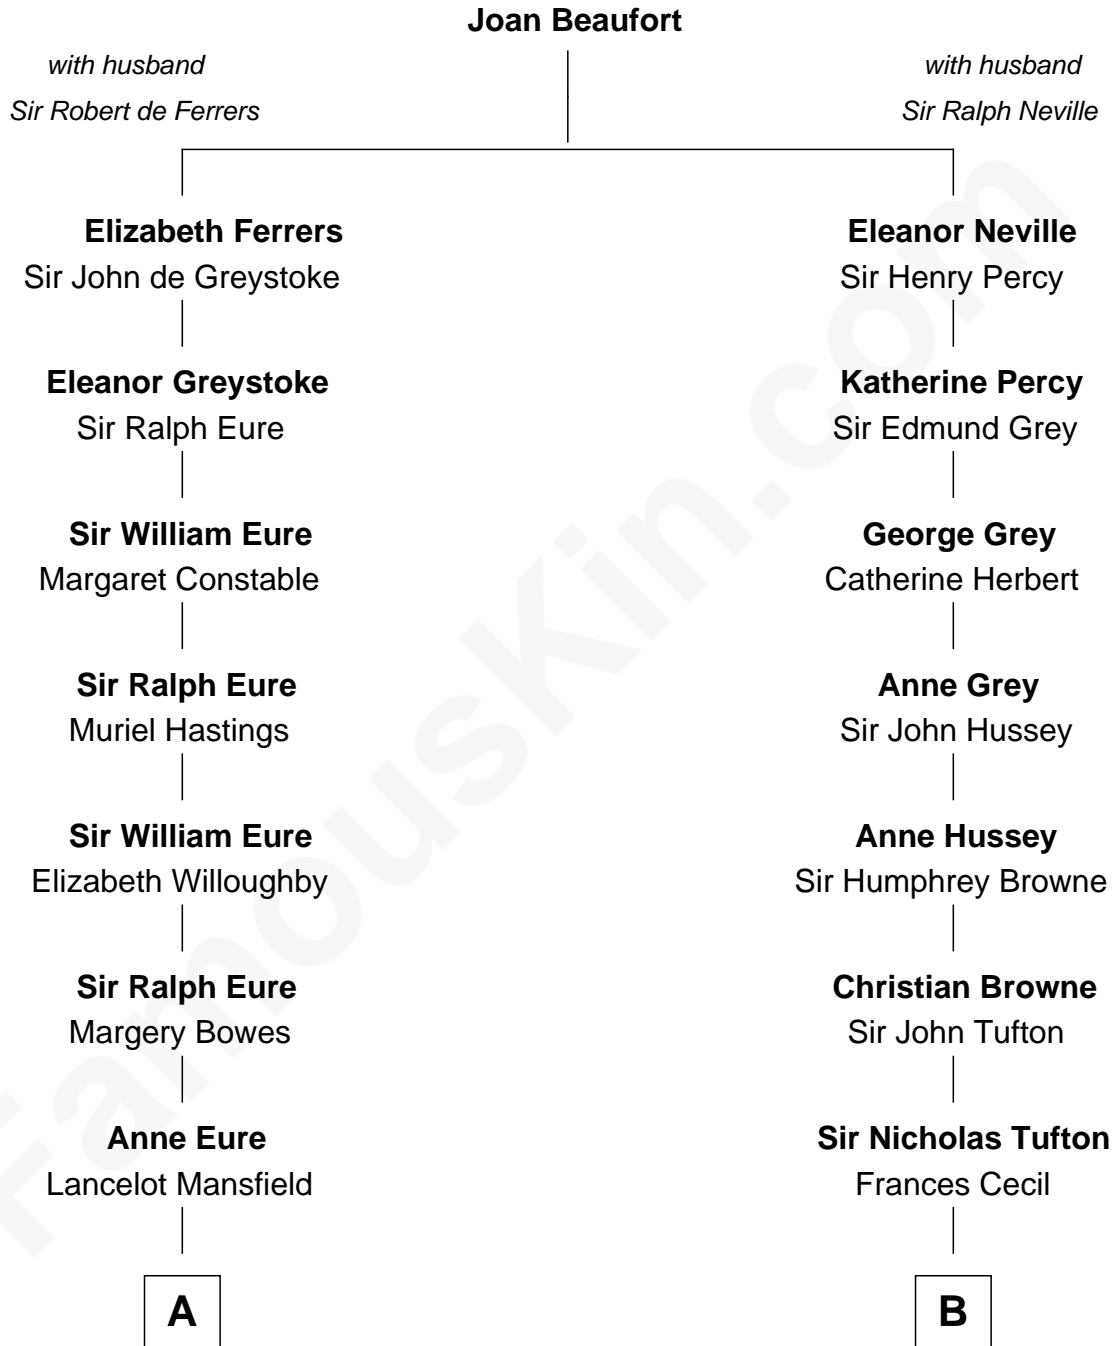 Joan Beaufort
with husband
Sir Robert de Ferrers
with husband
Sir Ralph Neville
Elizabeth Ferrers
Sir John de Greystoke
Eleanor Greystoke
Sir Ralph Eure
Sir William Eure
Margaret Constable
Sir Ralph Eure
Muriel Hastings
Sir William Eure
Elizabeth Willoughby
Sir Ralph Eure
Margery Bowes
Anne Eure
Lancelot Mansfield
A
Eleanor Neville
Sir Henry Percy
Katherine Percy
Sir Edmund Grey
George Grey
Catherine Herbert
Anne Grey
Sir John Hussey
Anne Hussey
Sir Humphrey Browne
Christian Browne
Sir John Tufton
Sir Nicholas Tufton
Frances Cecil
B
FamousKin.com